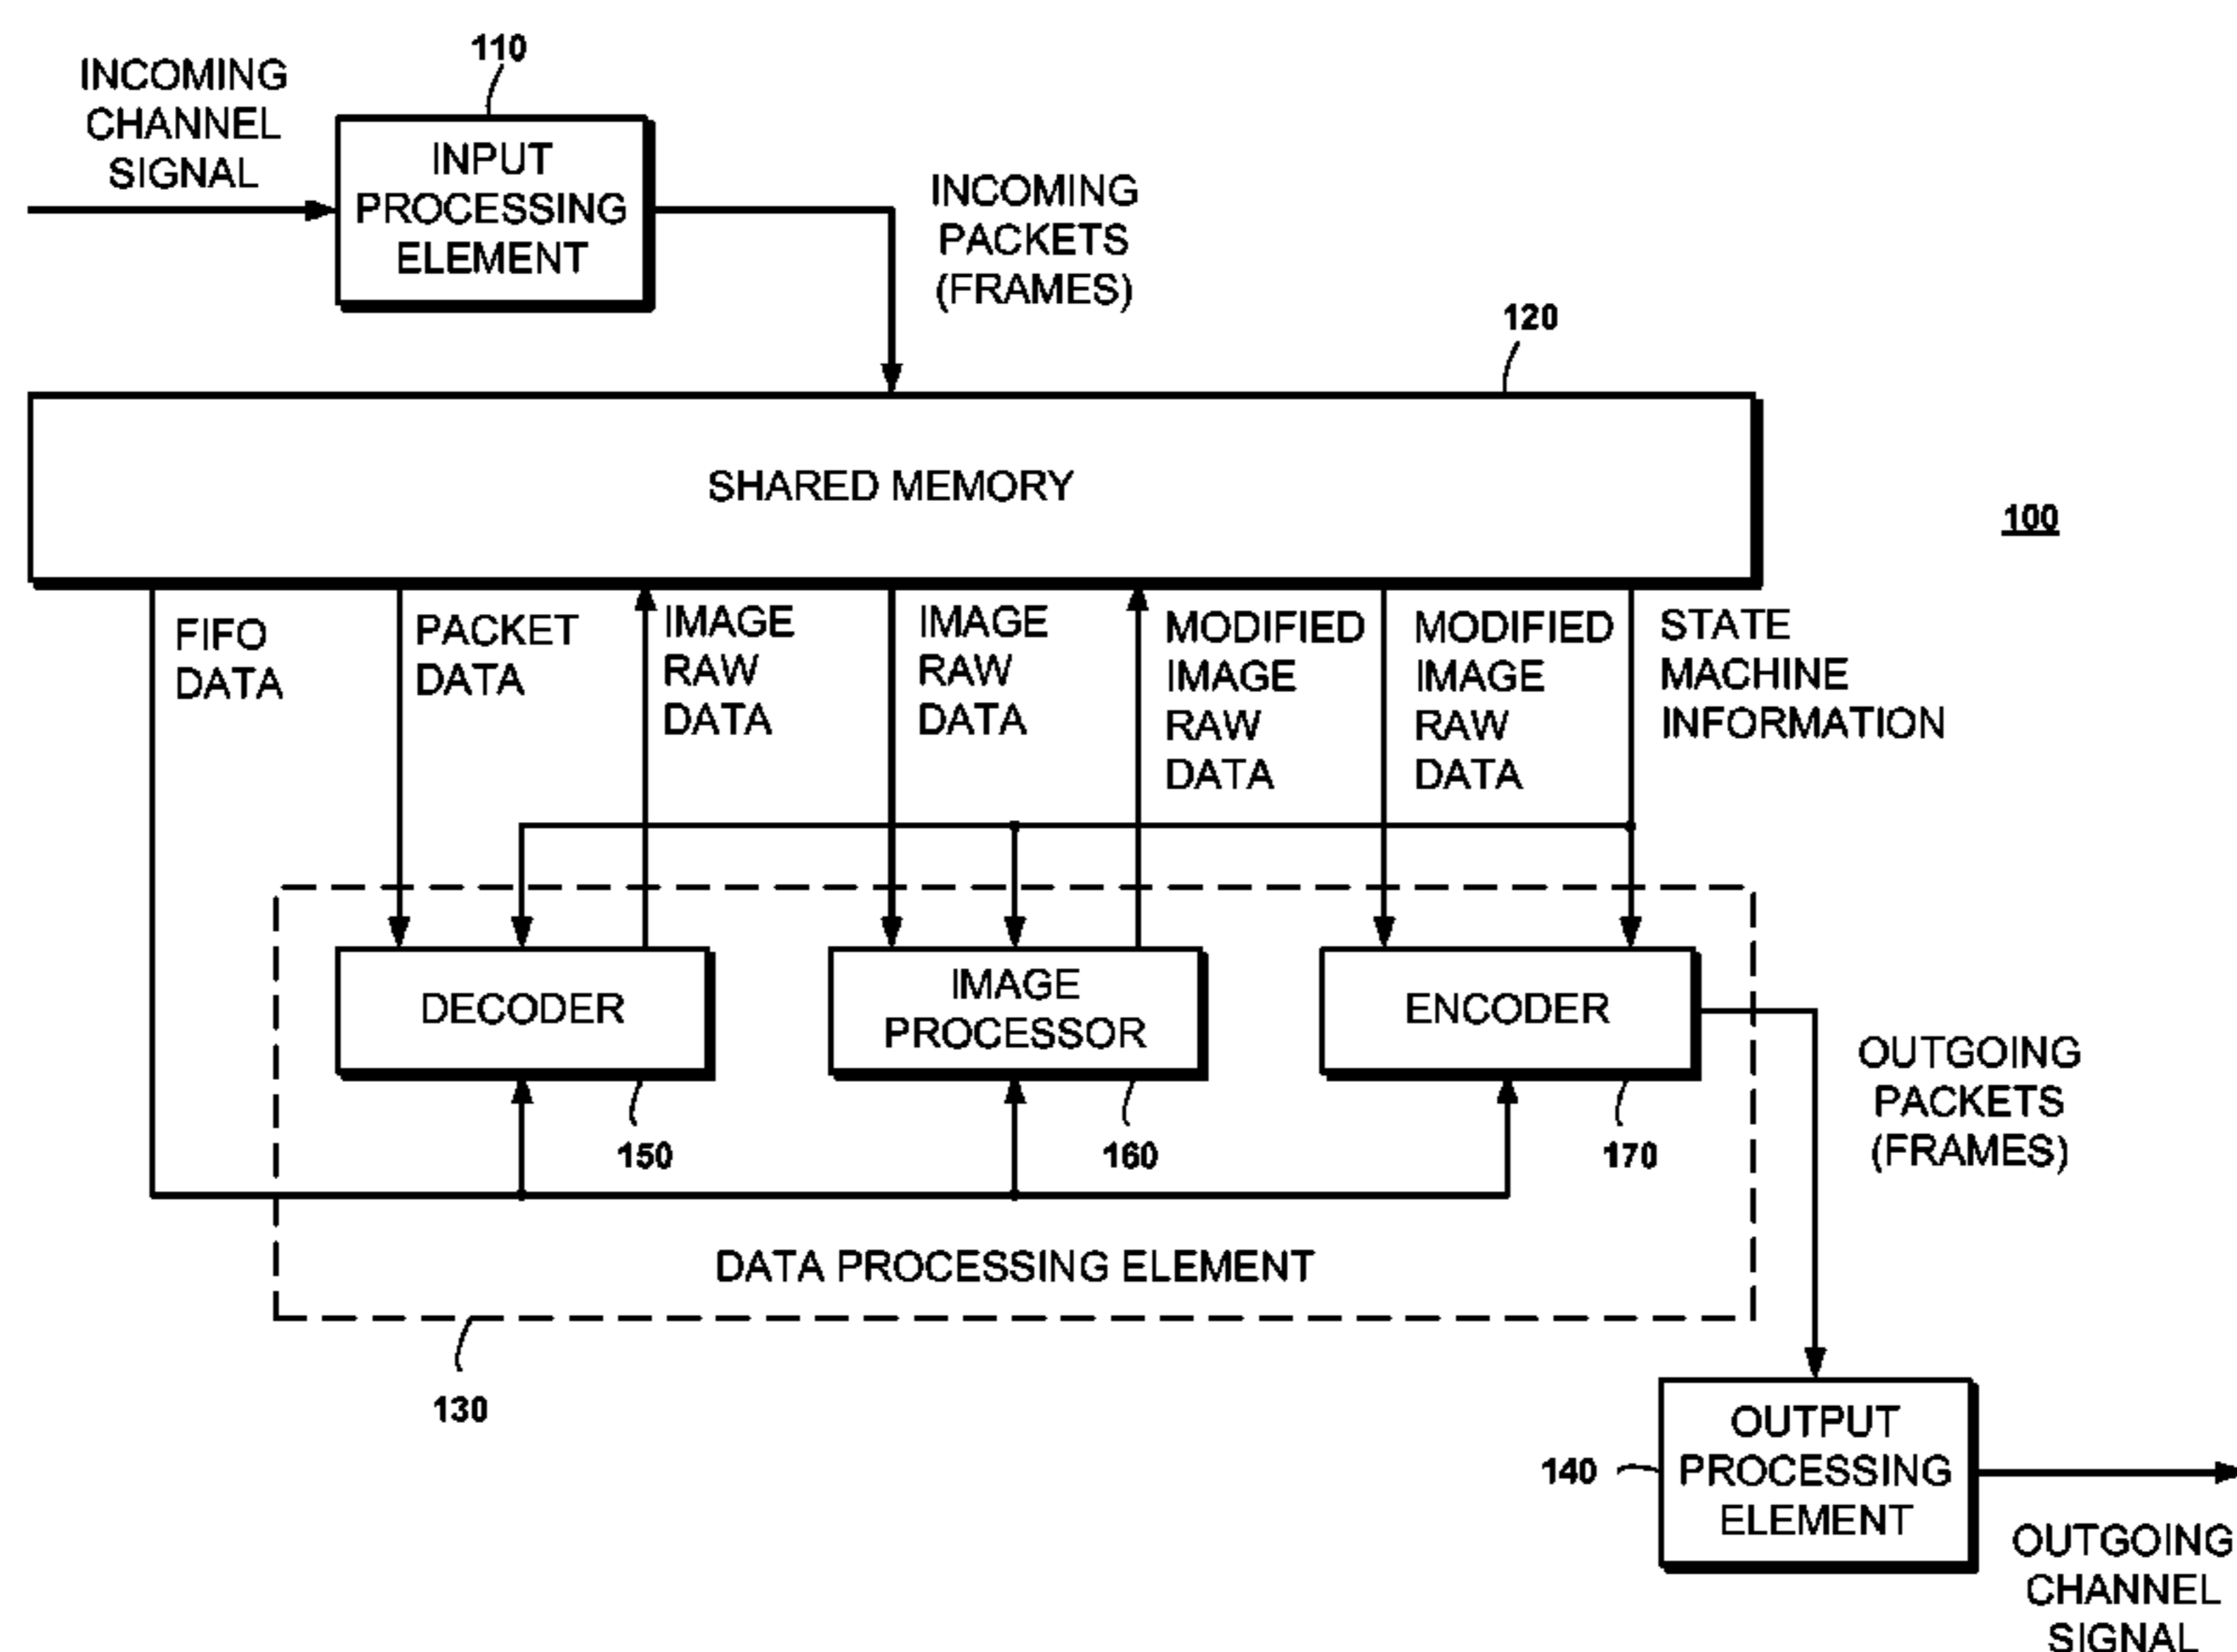 110
INCOMING
CHANNEL
SIGNAL
INPUT
PROCESSING
ELEMENT
INCOMING
PACKETS
(FRAMES)
120
SHARED MEMORY
100
FIFO
DATA
PACKET
DATA
IMAGE
RAW
DATA
IMAGE
RAW
DATA
MODIFIED
IMAGE
RAW
DATA
MODIFIED
IMAGE
RAW
DATA
STATE
MACHINE
INFORMATION
DECODER
IMAGE
PROCESSOR
ENCODER
150
160
170
OUTGOING
PACKETS
(FRAMES)
DATA PROCESSING ELEMENT
130
140
OUTPUT
PROCESSING
ELEMENT
OUTGOING
CHANNEL
SIGNAL